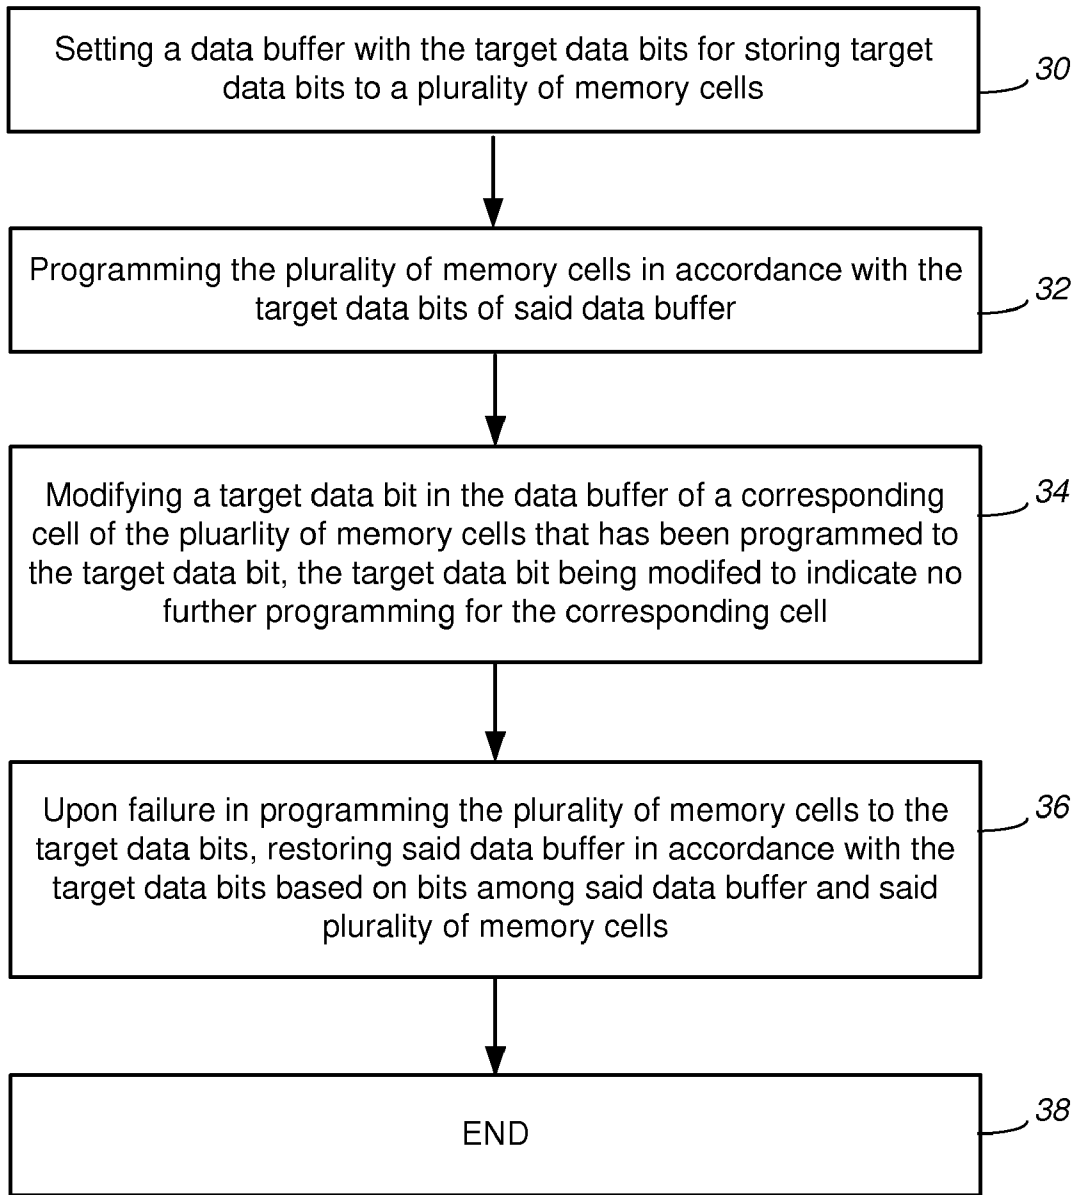 Setting a data buffer with the target data bits for storing target
data bits to a plurality of memory cells
30
Programming the plurality of memory cells in accordance with the
target data bits of said data buffer
32
Modifying a target data bit in the data buffer of a corresponding
cell of the pluarlity of memory cells that has been programmed to
the target data bit, the target data bit being modifed to indicate no
further programming for the corresponding cell
34
Upon failure in programming the plurality of memory cells to the
target data bits, restoring said data buffer in accordance with the
target data bits based on bits among said data buffer and said
plurality of memory cells
36
END
38